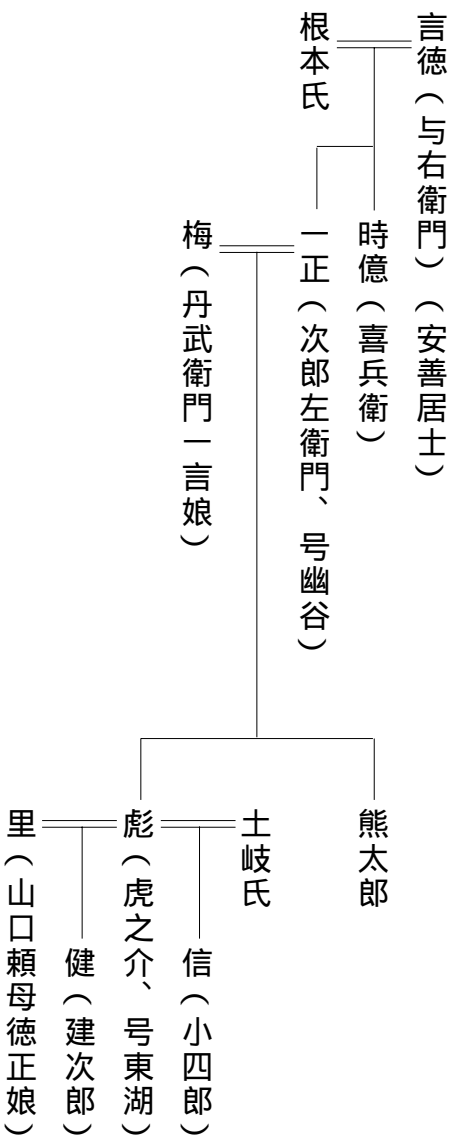 言徳(与右衛門)(安善居士)
根本氏
時億(喜兵衛)
一正(次郎左衛門、号幽谷)
梅(丹武衛門一言娘)
熊太郎
土岐氏
信(小四郎)
彪(虎之介、号東湖)
健(建次郎)
里(山口頼母徳正娘)